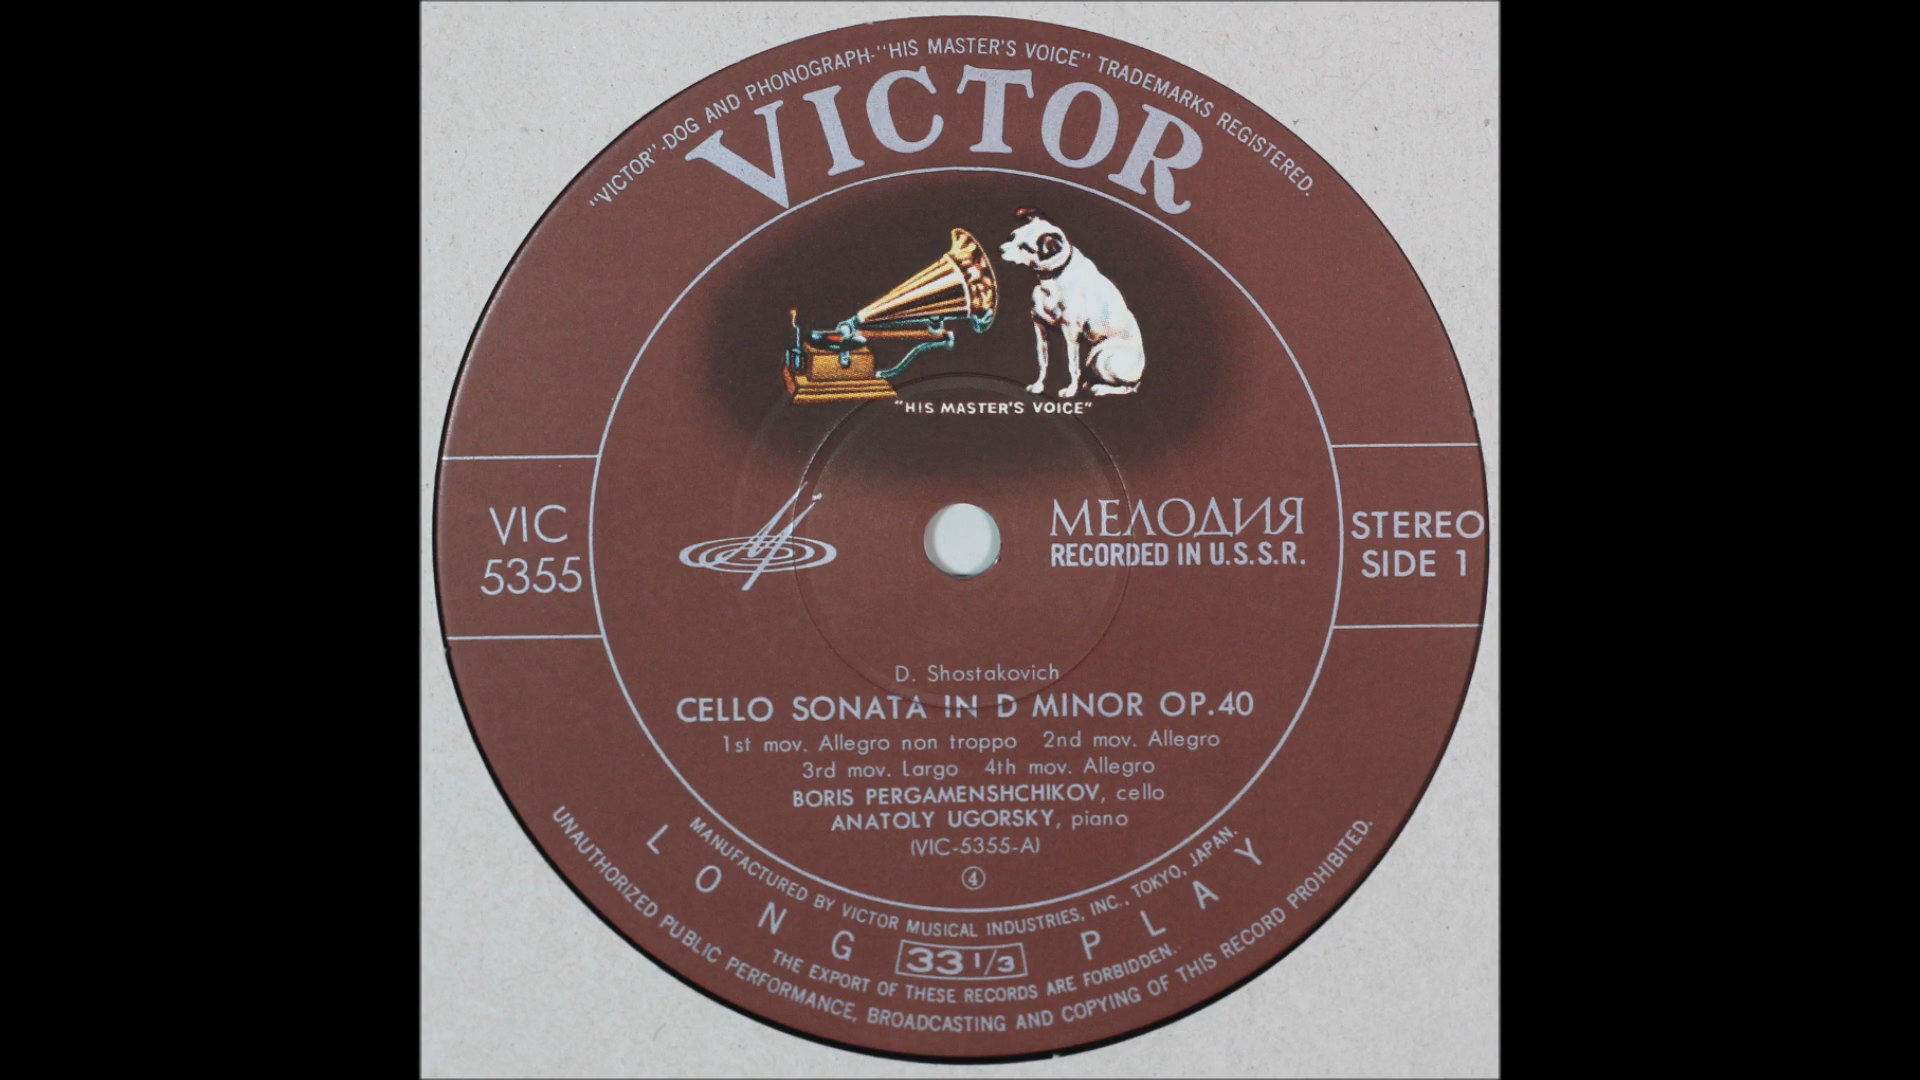 "VICTOR"-DOG AND PHONOGRAPH-"HIS MASTER'S VOICE" TRADEMARKS REGISTERED.
VICTOR
"HIS MASTER'S VOICE"
VIC
5355
МЕЛОДИЯ
RECORDED IN U.S.S.R.
STEREO
SIDE 1
D. Shostakovich
CELLO SONATA IN D MINOR OP.40
1st mov. Allegro non troppo 2nd mov. Allegro
3rd mov. Largo 4th mov. Allegro
BORIS PERGAMENSHCHIKOV, cello
ANATOLY UGORSKY, piano
(VIC-5355-A)
④
MANUFACTURED BY VICTOR MUSICAL INDUSTRIES, INC., TOKYO, JAPAN.
LONG PLAY
33 1/3
THE EXPORT OF THESE RECORDS ARE FORBIDDEN.
UNAUTHORIZED PUBLIC PERFORMANCE, BROADCASTING AND COPYING OF THIS RECORD PROHIBITED.